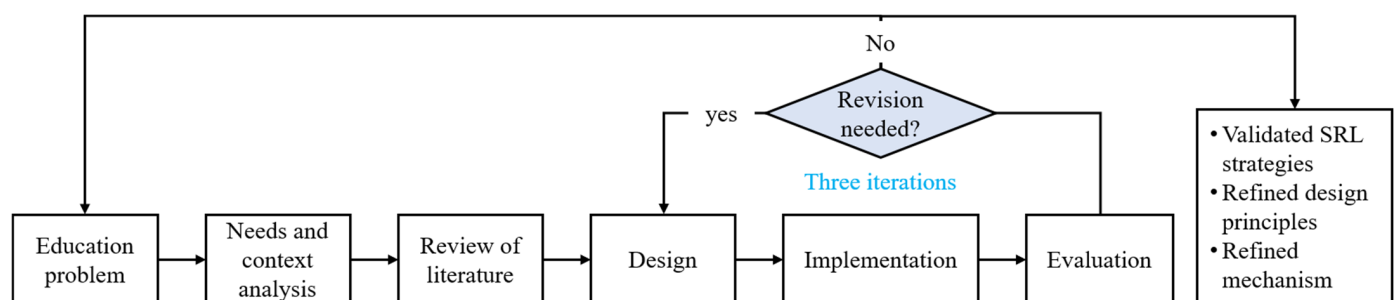 No
Revision
needed?
yes
Three iterations
Education
problem
Needs and
context
analysis
Review of
literature
Design
Implementation
Evaluation
• Validated SRL
strategies
• Refined design
principles
• Refined
mechanism